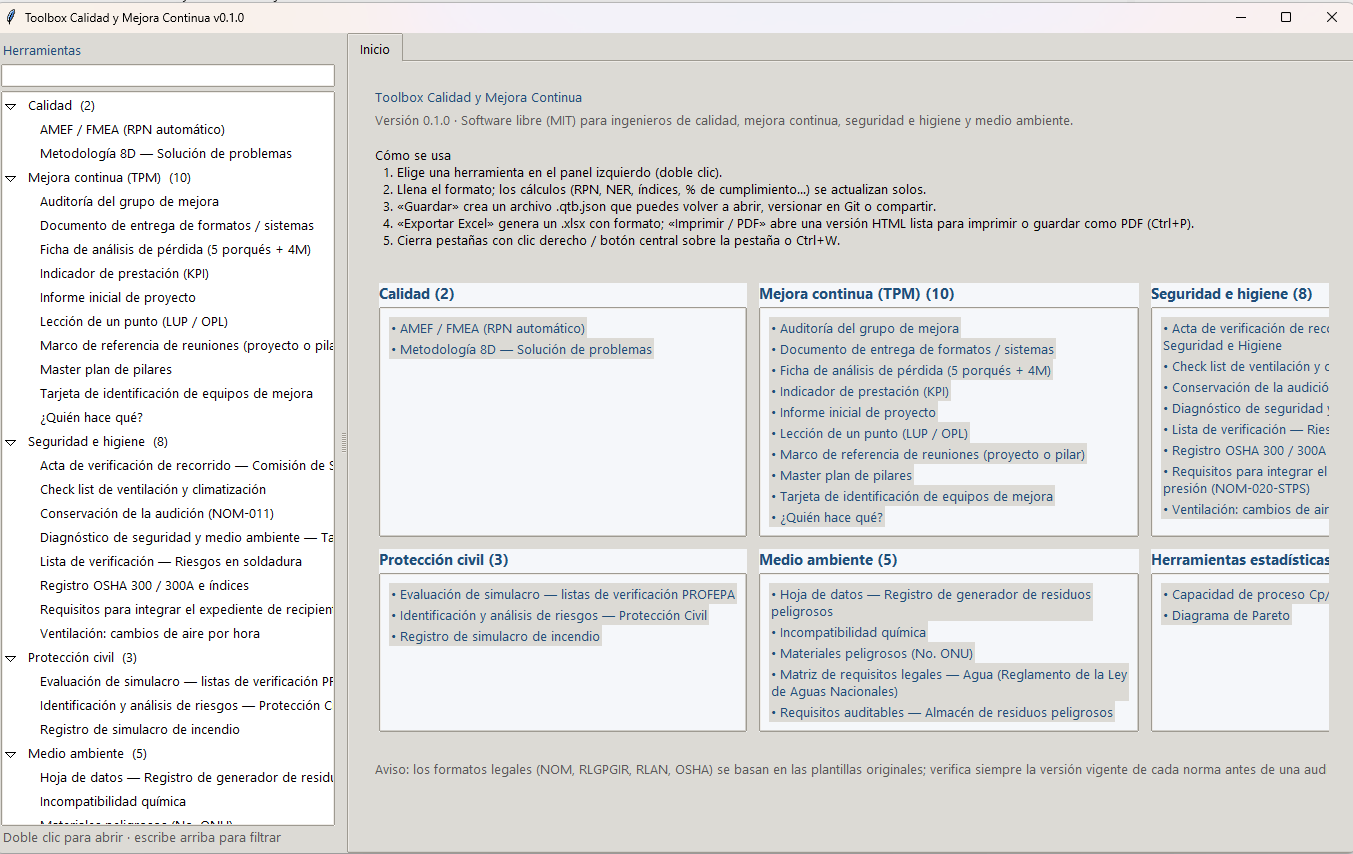 Toolbox Calidad y Mejora Continua v0.1.0
Herramientas
Calidad (2)
AMEF / FMEA (RPN automático)
Metodología 8D — Solución de problemas
Mejora continua (TPM) (10)
Auditoría del grupo de mejora
Documento de entrega de formatos / sistemas
Ficha de análisis de pérdida (5 porqués + 4M)
Indicador de prestación (KPI)
Informe inicial de proyecto
Lección de un punto (LUP / OPL)
Marco de referencia de reuniones (proyecto o pila
Master plan de pilares
Tarjeta de identificación de equipos de mejora
¿Quién hace qué?
Seguridad e higiene (8)
Acta de verificación de recorrido — Comisión de S
Check list de ventilación y climatización
Conservación de la audición (NOM-011)
Diagnóstico de seguridad y medio ambiente — Ta
Lista de verificación — Riesgos en soldadura
Registro OSHA 300 / 300A e índices
Requisitos para integrar el expediente de recipien
Ventilación: cambios de aire por hora
Protección civil (3)
Evaluación de simulacro — listas de verificación PR
Identificación y análisis de riesgos — Protección C
Registro de simulacro de incendio
Medio ambiente (5)
Hoja de datos — Registro de generador de residu
Incompatibilidad química
Materiales peligrosos (No. ONU)
Doble clic para abrir · escribe arriba para filtrar
Inicio
Toolbox Calidad y Mejora Continua
Versión 0.1.0 · Software libre (MIT) para ingenieros de calidad, mejora continua, seguridad e higiene y medio ambiente.
Cómo se usa
1. Elige una herramienta en el panel izquierdo (doble clic).
2. Llena el formato; los cálculos (RPN, NER, índices, % de cumplimiento...) se actualizan solos.
3. «Guardar» crea un archivo .qtb.json que puedes volver a abrir, versionar en Git o compartir.
4. «Exportar Excel» genera un .xlsx con formato; «Imprimir / PDF» abre una versión HTML lista para imprimir o guardar como PDF (Ctrl+P).
5. Cierra pestañas con clic derecho / botón central sobre la pestaña o Ctrl+W.
Calidad (2)
• AMEF / FMEA (RPN automático)
• Metodología 8D — Solución de problemas
Mejora continua (TPM) (10)
• Auditoría del grupo de mejora
• Documento de entrega de formatos / sistemas
• Ficha de análisis de pérdida (5 porqués + 4M)
• Indicador de prestación (KPI)
• Informe inicial de proyecto
• Lección de un punto (LUP / OPL)
• Marco de referencia de reuniones (proyecto o pilar)
• Master plan de pilares
• Tarjeta de identificación de equipos de mejora
• ¿Quién hace qué?
Seguridad e higiene (8)
• Acta de verificación de reco
Seguridad e Higiene
• Check list de ventilación y c
• Conservación de la audició
• Diagnóstico de seguridad y
• Lista de verificación — Ries
• Registro OSHA 300 / 300A
• Requisitos para integrar el
presión (NOM-020-STPS)
• Ventilación: cambios de air
Protección civil (3)
• Evaluación de simulacro — listas de verificación PROFEPA
• Identificación y análisis de riesgos — Protección Civil
• Registro de simulacro de incendio
Medio ambiente (5)
• Hoja de datos — Registro de generador de residuos
peligrosos
• Incompatibilidad química
• Materiales peligrosos (No. ONU)
• Matriz de requisitos legales — Agua (Reglamento de la Ley
de Aguas Nacionales)
• Requisitos auditables — Almacén de residuos peligrosos
Herramientas estadísticas
• Capacidad de proceso Cp/
• Diagrama de Pareto
Aviso: los formatos legales (NOM, RLGPGIR, RLAN, OSHA) se basan en las plantillas originales; verifica siempre la versión vigente de cada norma antes de una aud